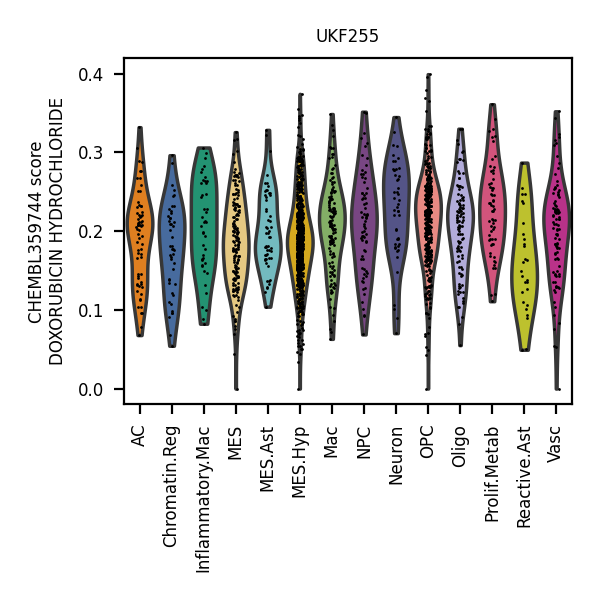 UKF255
CHEMBL359744 score
DOXORUBICIN HYDROCHLORIDE
0.4
0.3
0.2
0.1
0.0
AC
Chromatin.Reg
Inflammatory.Mac
MES
MES.Ast
MES.Hyp
Mac
NPC
Neuron
OPC
Oligo
Prolif.Metab
Reactive.Ast
Vasc